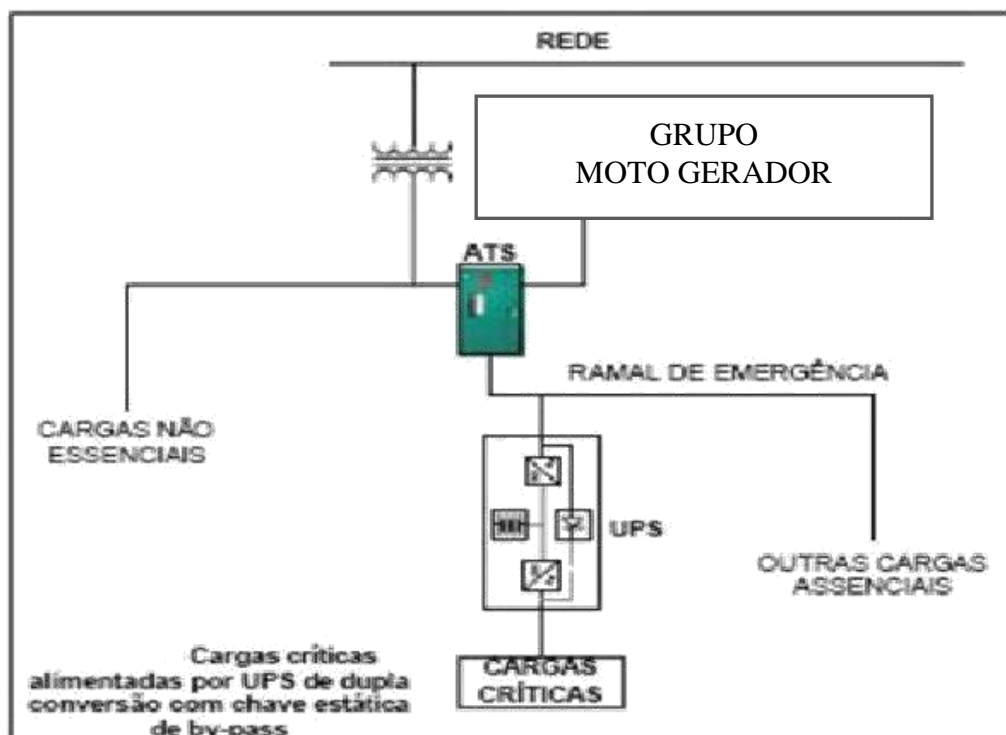 REDE
GRUPO
MOTO GERADOR
ATS
RAMAL DE EMERGÊNCIA
CARGAS NÃO
ESSENCIAIS
UPS
OUTRAS CARGAS
ASSENCIAIS
Cargas críticas
alimentadas por UPS de dupla
conversão com chave estática
de by-pass
CARGAS
CRÍTICAS